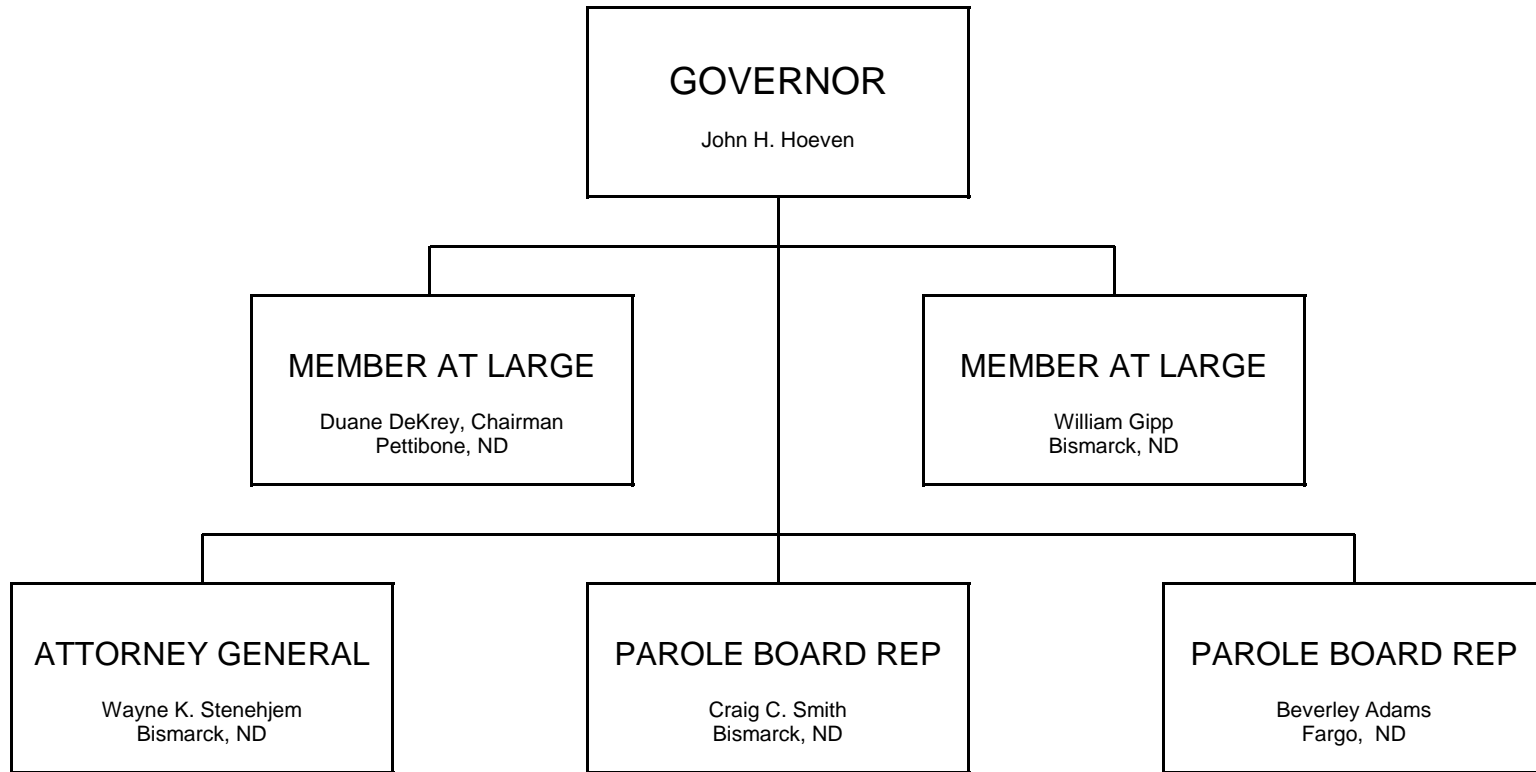 GOVERNOR
John H. Hoeven
MEMBER AT LARGE
Duane DeKrey, Chairman
Pettibone, ND
MEMBER AT LARGE
William Gipp
Bismarck, ND
ATTORNEY GENERAL
Wayne K. Stenehjem
Bismarck, ND
PAROLE BOARD REP
Craig C. Smith
Bismarck, ND
PAROLE BOARD REP
Beverley Adams
Fargo,  ND